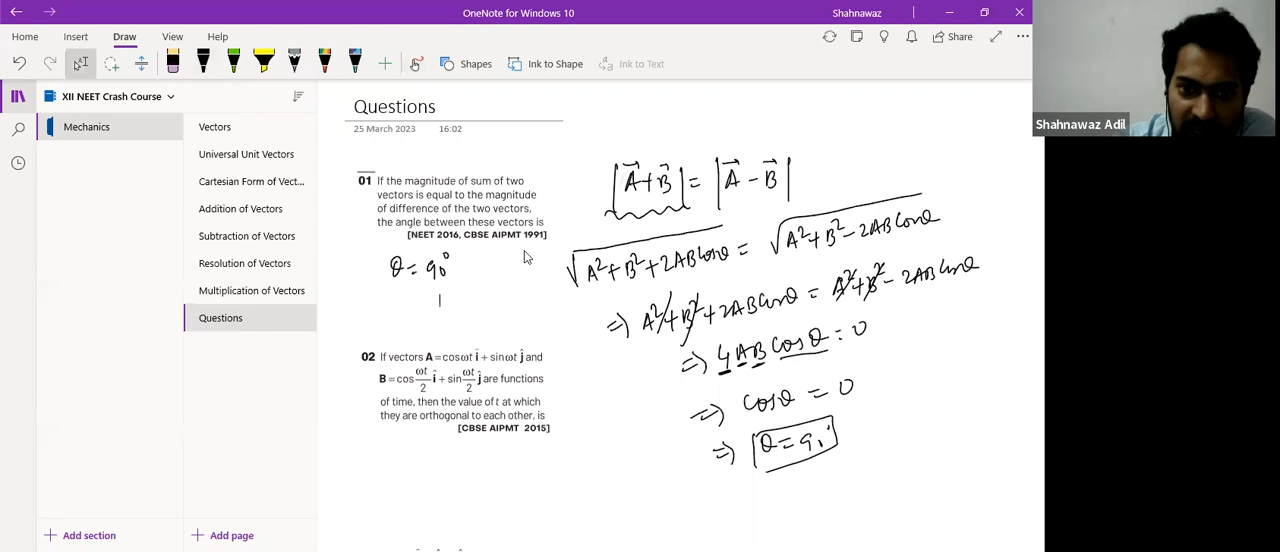 OneNote for Windows 10
Shahnawaz
Home
Insert
Draw
View
Help
Share
Shapes
Ink to Shape
Ink to Text
XII NEET Crash Course
Mechanics
Vectors
Universal Unit Vectors
Cartesian Form of Vect...
Addition of Vectors
Subtraction of Vectors
Resolution of Vectors
Multiplication of Vectors
Questions
Add section
Add page
Questions
25 March 2023 16:02
01 If the magnitude of sum of two
vectors is equal to the magnitude
of difference of the two vectors,
the angle between these vectors is
[NEET 2016, CBSE AIPMT 1991]
θ = 90°
02 If vectors A = cosωt î + sinωt ĵ and
B = cos ωt/2 î + sin ωt/2 ĵ are functions
of time, then the value of t at which
they are orthogonal to each other, is
[CBSE AIPMT 2015]
|A⃗ + B⃗| = |A⃗ − B⃗|
√(A² + B² + 2AB cosθ) = √(A² + B² − 2AB cosθ)
⇒ A² + B² + 2AB cosθ = A² + B² − 2AB cosθ
⇒ 4AB cosθ = 0
⇒ cosθ = 0
⇒ θ = 90°
Shahnawaz Adil